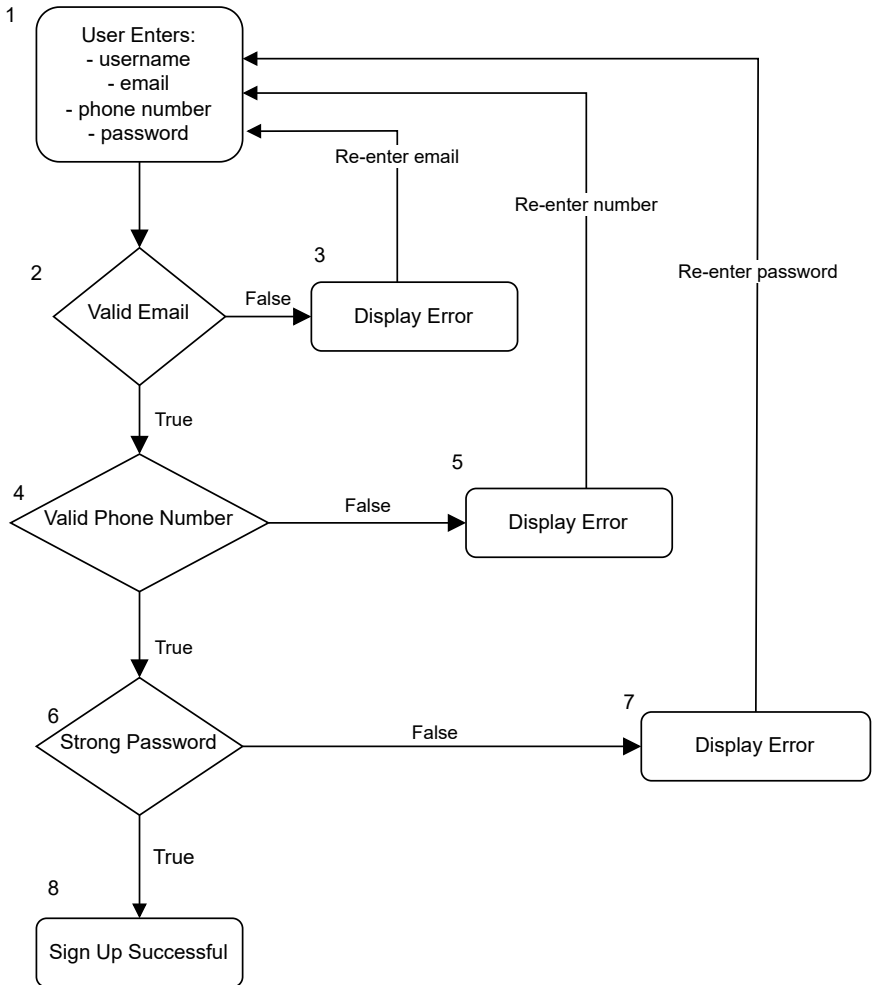 1
User Enters:
- username
- email
- phone number
- password
Re-enter email
Re-enter number
Re-enter password
2
Valid Email
False
3
Display Error
True
4
Valid Phone Number
False
5
Display Error
True
6
Strong Password
False
7
Display Error
True
8
Sign Up Successful